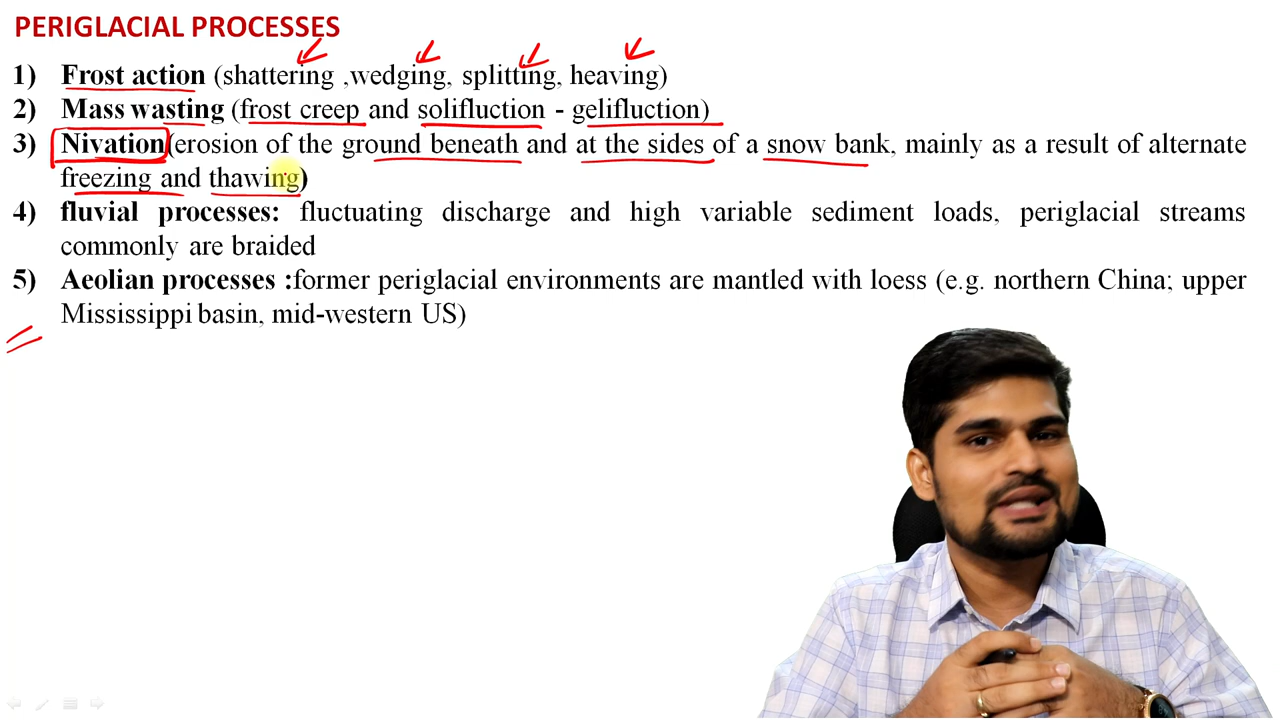 PERIGLACIAL PROCESSES
1) Frost action (shattering ,wedging, splitting, heaving)
2) Mass wasting (frost creep and solifluction - gelifluction)
3) Nivation(erosion of the ground beneath and at the sides of a snow bank, mainly as a result of alternate
freezing and thawing)
4) fluvial processes: fluctuating discharge and high variable sediment loads, periglacial streams
commonly are braided
5) Aeolian processes :former periglacial environments are mantled with loess (e.g. northern China; upper
Mississippi basin, mid-western US)